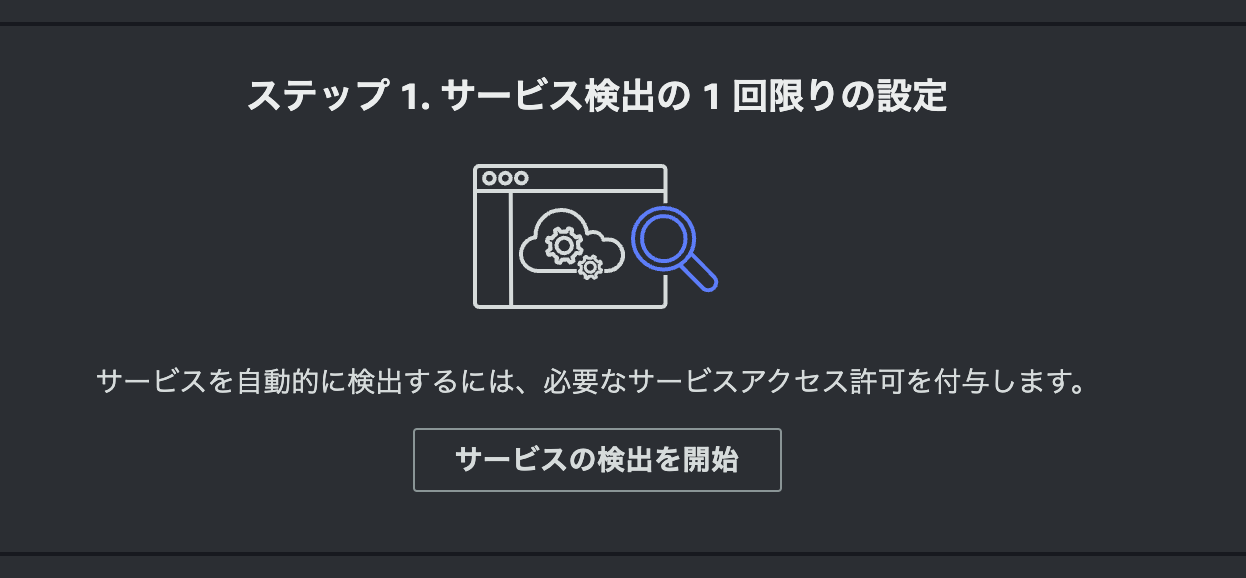 ステップ 1. サービス検出の 1 回限りの設定
サービスを自動的に検出するには、必要なサービスアクセス許可を付与します。
サービスの検出を開始